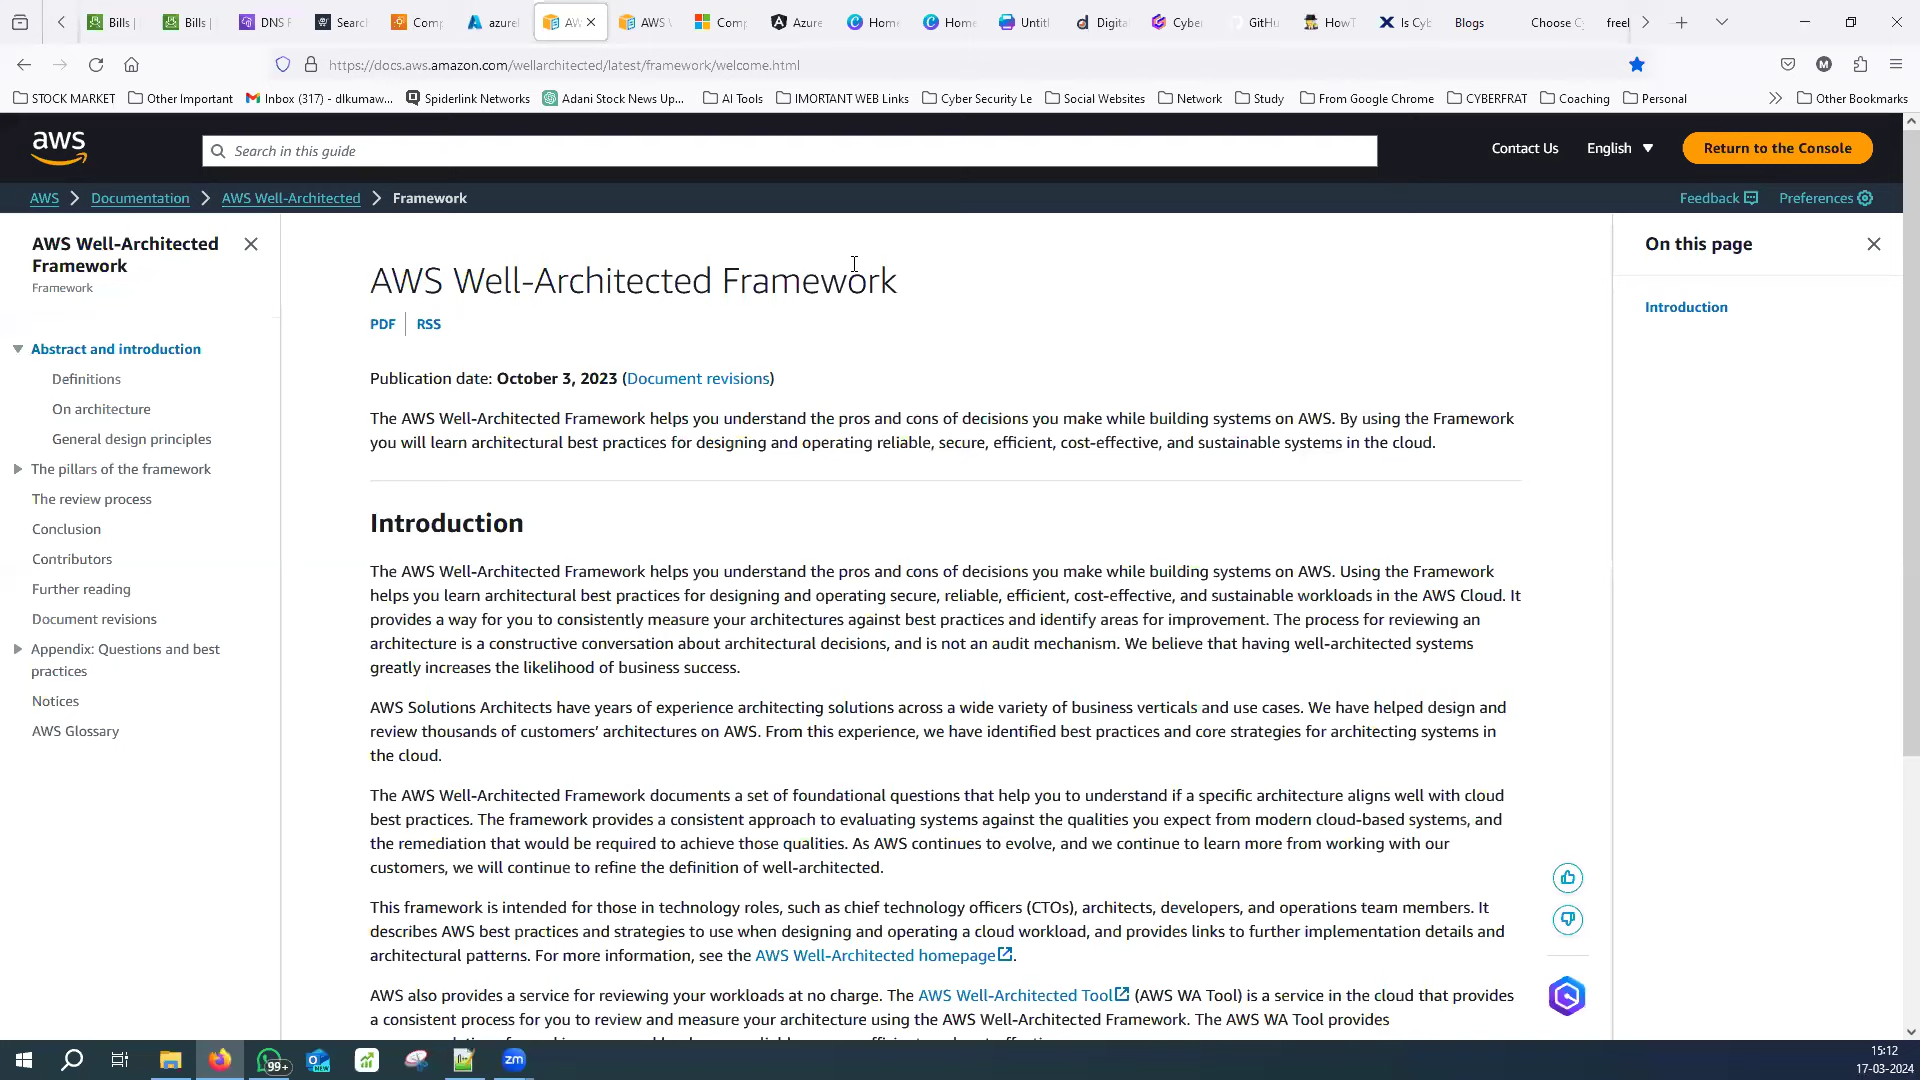 Bills |
Bills |
DNS F
Searc
Comp
azurel
AW
AWS
Comp
Azure
Home
Home
Untitl
Digita
Cyber
GitHu
HowT
Is Cyb
Blogs
Choose C
freel
https://docs.aws.amazon.com/wellarchitected/latest/framework/welcome.html
M
STOCK MARKET
Other Important
Inbox (317) - dlkumaw...
Spiderlink Networks
Adani Stock News Up...
AI Tools
IMORTANT WEB Links
Cyber Security Le
Social Websites
Network
Study
From Google Chrome
CYBERFRAT
Coaching
Personal
Other Bookmarks
aws
Search in this guide
Contact Us
English
Return to the Console
AWS > Documentation > AWS Well-Architected > Framework
Feedback
Preferences
AWS Well-Architected
Framework
Framework
Abstract and introduction
Definitions
On architecture
General design principles
The pillars of the framework
The review process
Conclusion
Contributors
Further reading
Document revisions
Appendix: Questions and best
practices
Notices
AWS Glossary
AWS Well-Architected Framework
PDF | RSS
Publication date: October 3, 2023 (Document revisions)
The AWS Well-Architected Framework helps you understand the pros and cons of decisions you make while building systems on AWS. By using the Framework
you will learn architectural best practices for designing and operating reliable, secure, efficient, cost-effective, and sustainable systems in the cloud.
Introduction
The AWS Well-Architected Framework helps you understand the pros and cons of decisions you make while building systems on AWS. Using the Framework
helps you learn architectural best practices for designing and operating secure, reliable, efficient, cost-effective, and sustainable workloads in the AWS Cloud. It
provides a way for you to consistently measure your architectures against best practices and identify areas for improvement. The process for reviewing an
architecture is a constructive conversation about architectural decisions, and is not an audit mechanism. We believe that having well-architected systems
greatly increases the likelihood of business success.
AWS Solutions Architects have years of experience architecting solutions across a wide variety of business verticals and use cases. We have helped design and
review thousands of customers’ architectures on AWS. From this experience, we have identified best practices and core strategies for architecting systems in
the cloud.
The AWS Well-Architected Framework documents a set of foundational questions that help you to understand if a specific architecture aligns well with cloud
best practices. The framework provides a consistent approach to evaluating systems against the qualities you expect from modern cloud-based systems, and
the remediation that would be required to achieve those qualities. As AWS continues to evolve, and we continue to learn more from working with our
customers, we will continue to refine the definition of well-architected.
This framework is intended for those in technology roles, such as chief technology officers (CTOs), architects, developers, and operations team members. It
describes AWS best practices and strategies to use when designing and operating a cloud workload, and provides links to further implementation details and
architectural patterns. For more information, see the AWS Well-Architected homepage.
AWS also provides a service for reviewing your workloads at no charge. The AWS Well-Architected Tool (AWS WA Tool) is a service in the cloud that provides
a consistent process for you to review and measure your architecture using the AWS Well-Architected Framework. The AWS WA Tool provides
On this page
Introduction
99+
NEW
zm
15:12
17-03-2024